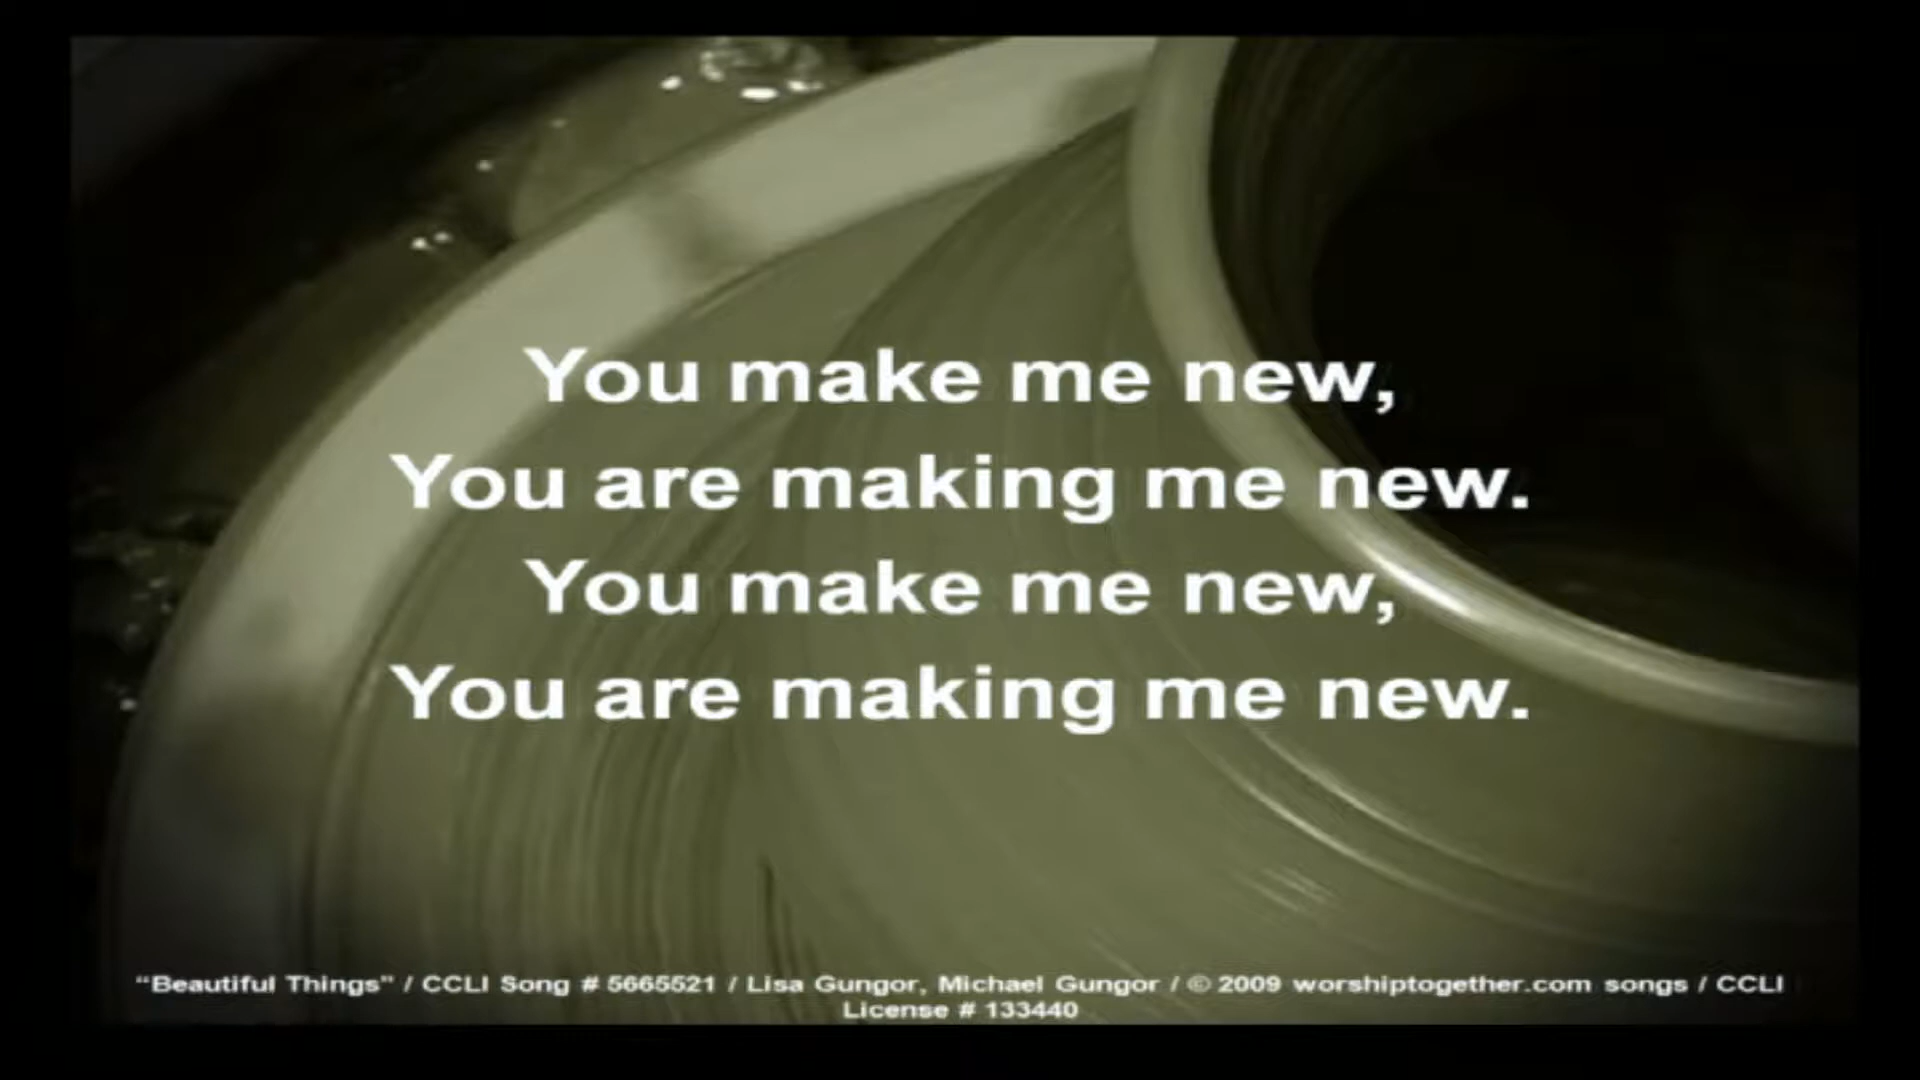 You make me new,
You are making me new.
You make me new,
You are making me new.
“Beautiful Things” / CCLI Song # 5665521 / Lisa Gungor, Michael Gungor / © 2009 worshiptogether.com songs / CCLI
License # 133440